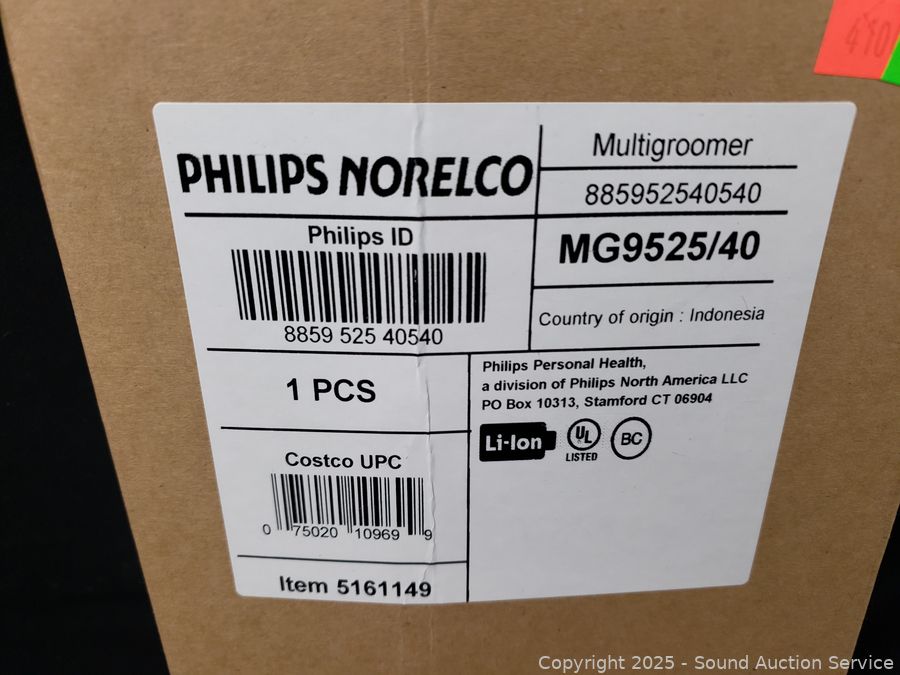 490
PHILIPS NORELCO
Multigroomer
885952540540
Philips ID
8859 525 40540
MG9525/40
Country of origin : Indonesia
1 PCS
Philips Personal Health,
a division of Philips North America LLC
PO Box 10313, Stamford CT 06904
Li-Ion
UL
LISTED
BC
Costco UPC
0 75020 10969 9
Item 5161149
Copyright 2025 - Sound Auction Service